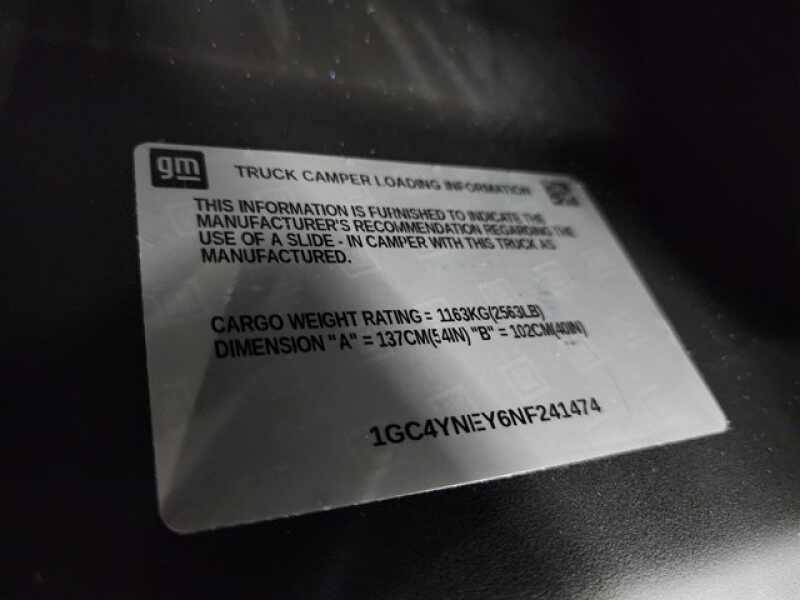 gm
TRUCK CAMPER LOADING INFORMATION
THIS INFORMATION IS FURNISHED TO INDICATE THE
MANUFACTURER'S RECOMMENDATION REGARDING THE
USE OF A SLIDE - IN CAMPER WITH THIS TRUCK AS
MANUFACTURED.
CARGO WEIGHT RATING = 1163KG(2563LB)
DIMENSION "A" = 137CM(54IN) "B" = 102CM(40IN)
1GC4YNEY6NF241474